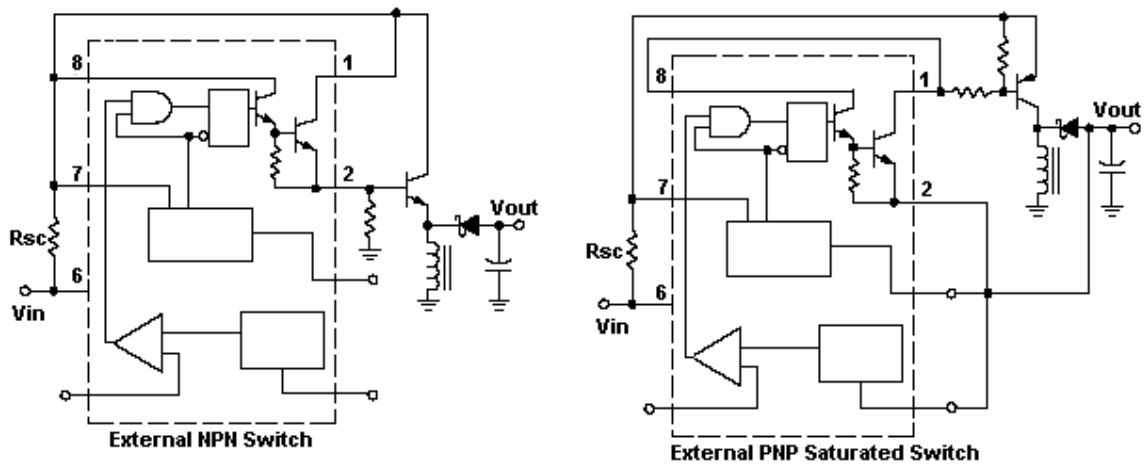 8
1
7
2
Vout
Rsc
6
Vin
External NPN Switch
8
1
Vout
7
2
Rsc
6
Vin
External PNP Saturated Switch